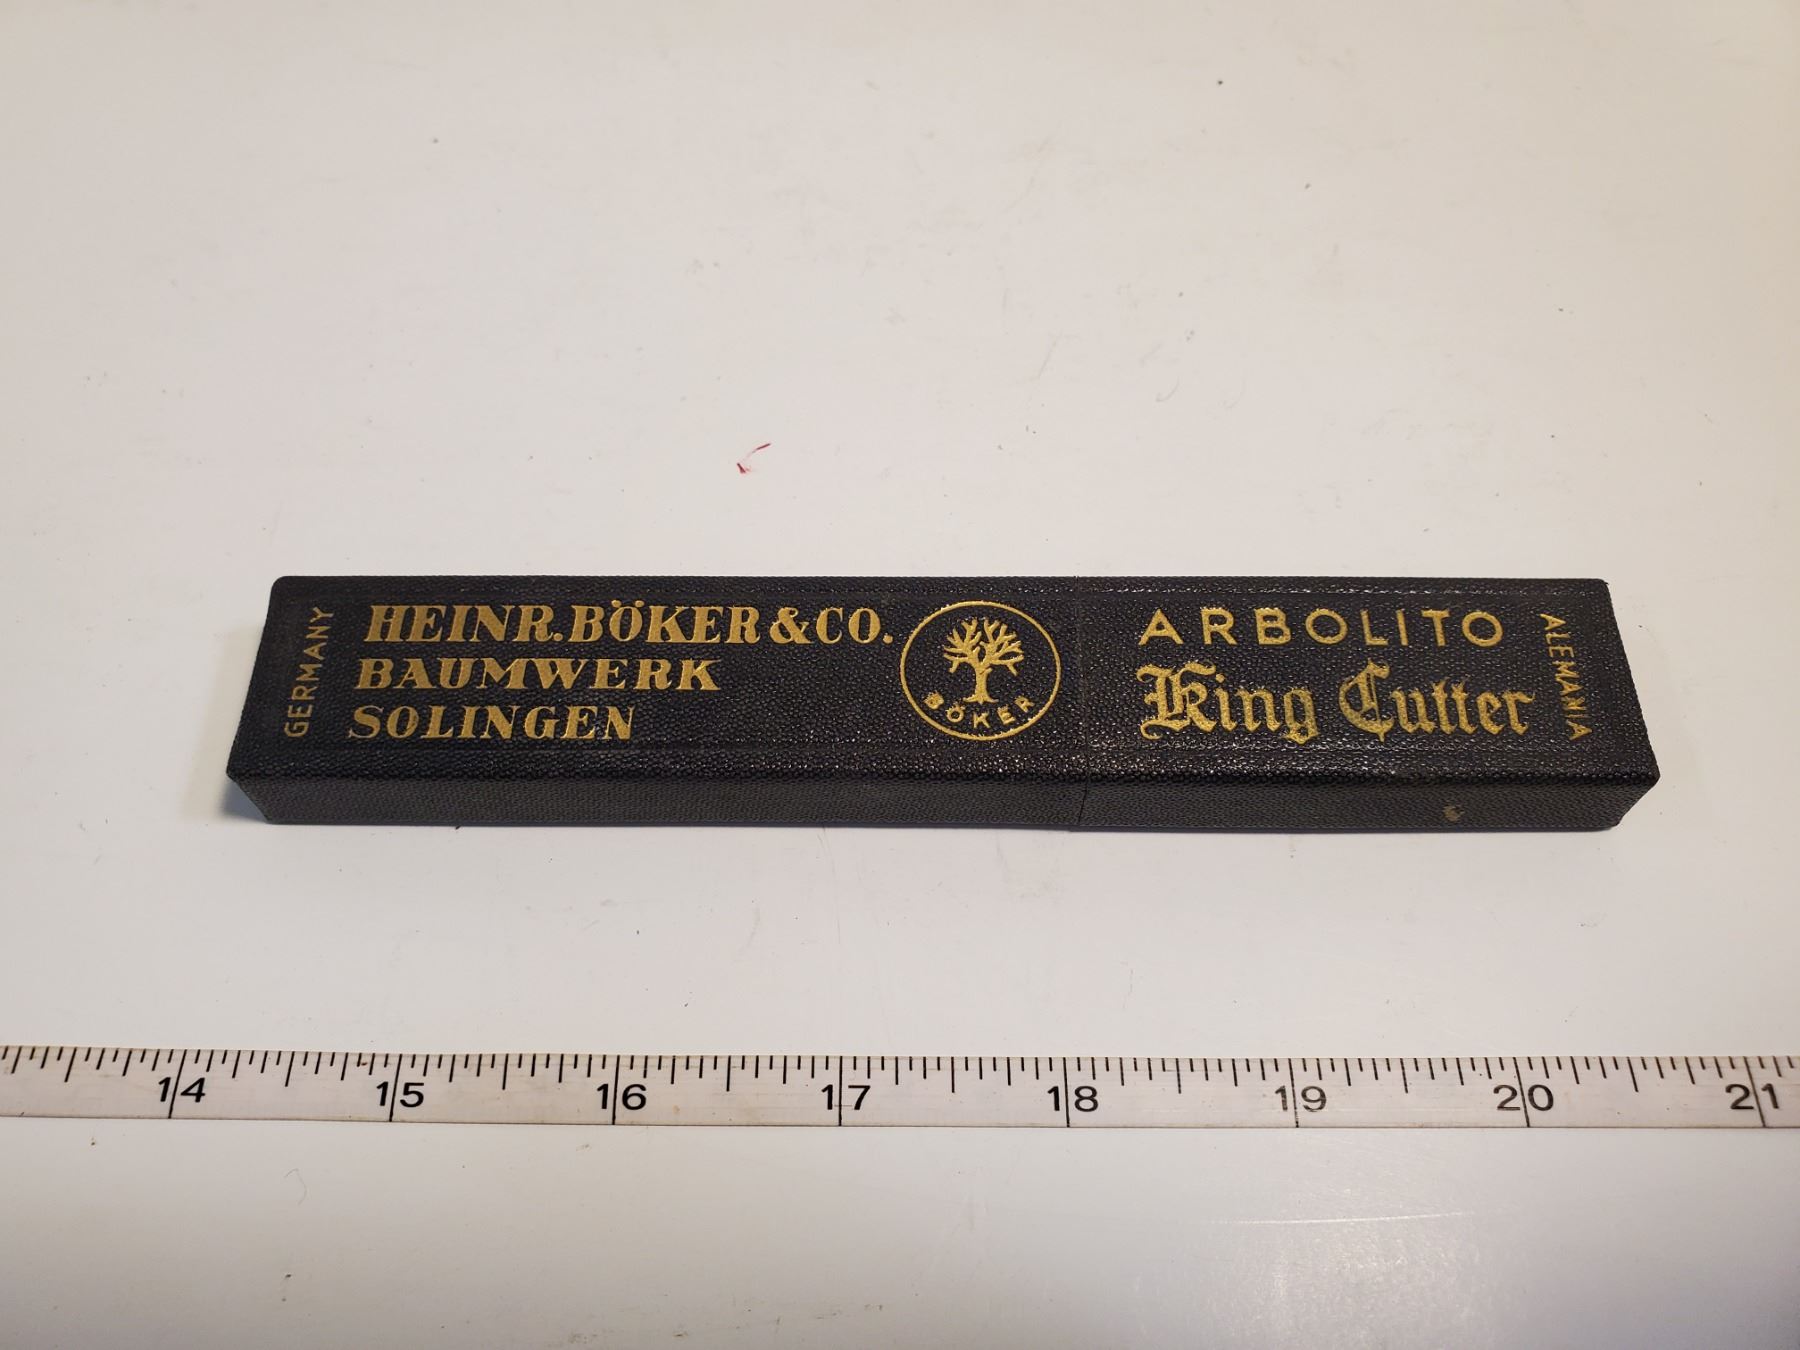 GERMANY
HEINR. BÖKER & CO.
BAUMWERK
SOLINGEN
BÖKER
ARBOLITO
King Cutter
ALEMANIA
14 15 16 17 18 19 20 21